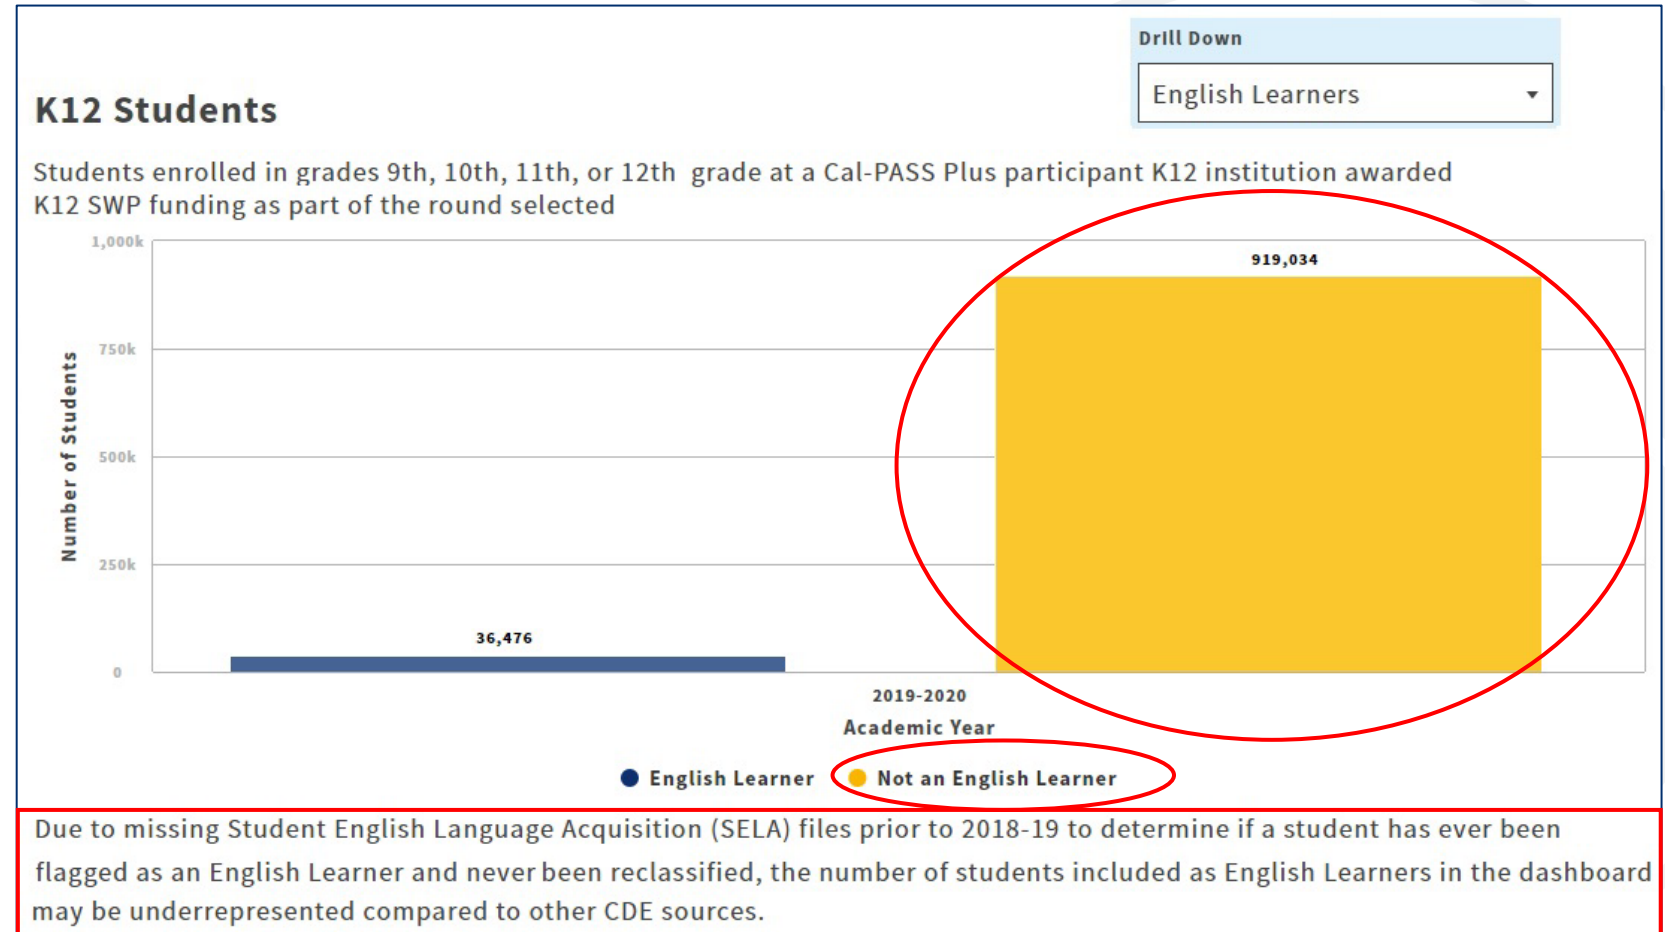 Drill Down
English Learners
K12 Students
Students enrolled in grades 9th, 10th, 11th, or 12th grade at a Cal-PASS Plus participant K12 institution awarded
K12 SWP funding as part of the round selected
1,000k
919,034
750k
Number of Students
500k
250k
36,476
0
2019-2020
Academic Year
English Learner
Not an English Learner
Due to missing Student English Language Acquisition (SELA) files prior to 2018-19 to determine if a student has ever been
flagged as an English Learner and never been reclassified, the number of students included as English Learners in the dashboard
may be underrepresented compared to other CDE sources.